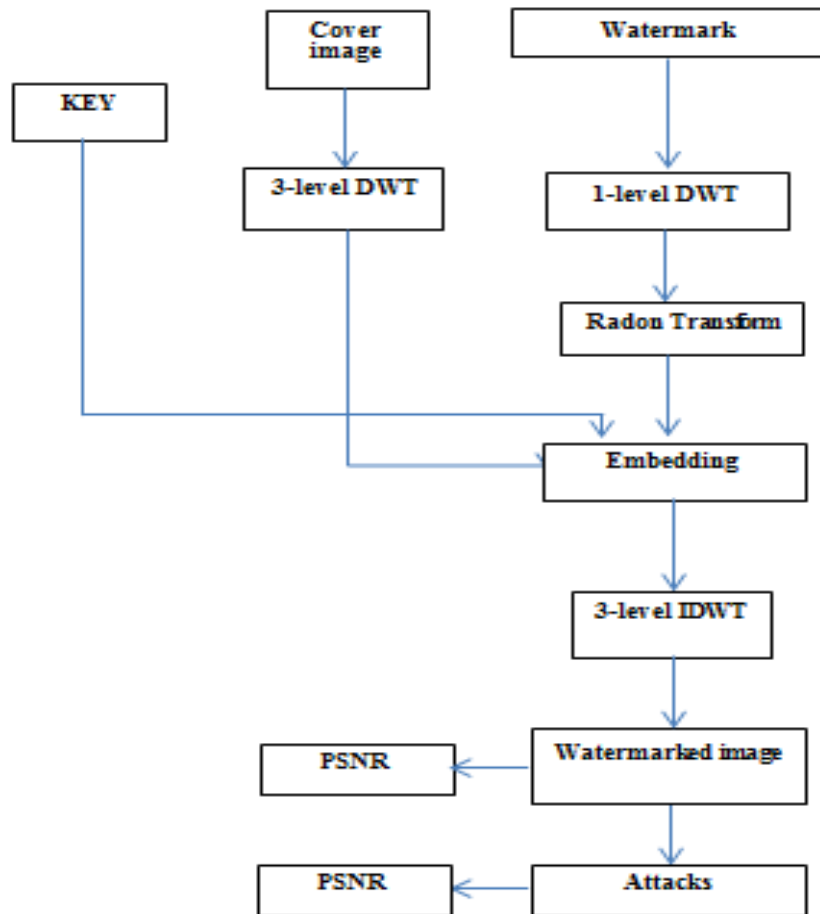 Cover
image
Watermark
KEY
3-level DWT
1-level DWT
Radon Transform
Embedding
3-level IDWT
Watermarked image
PSNR
PSNR
Attacks